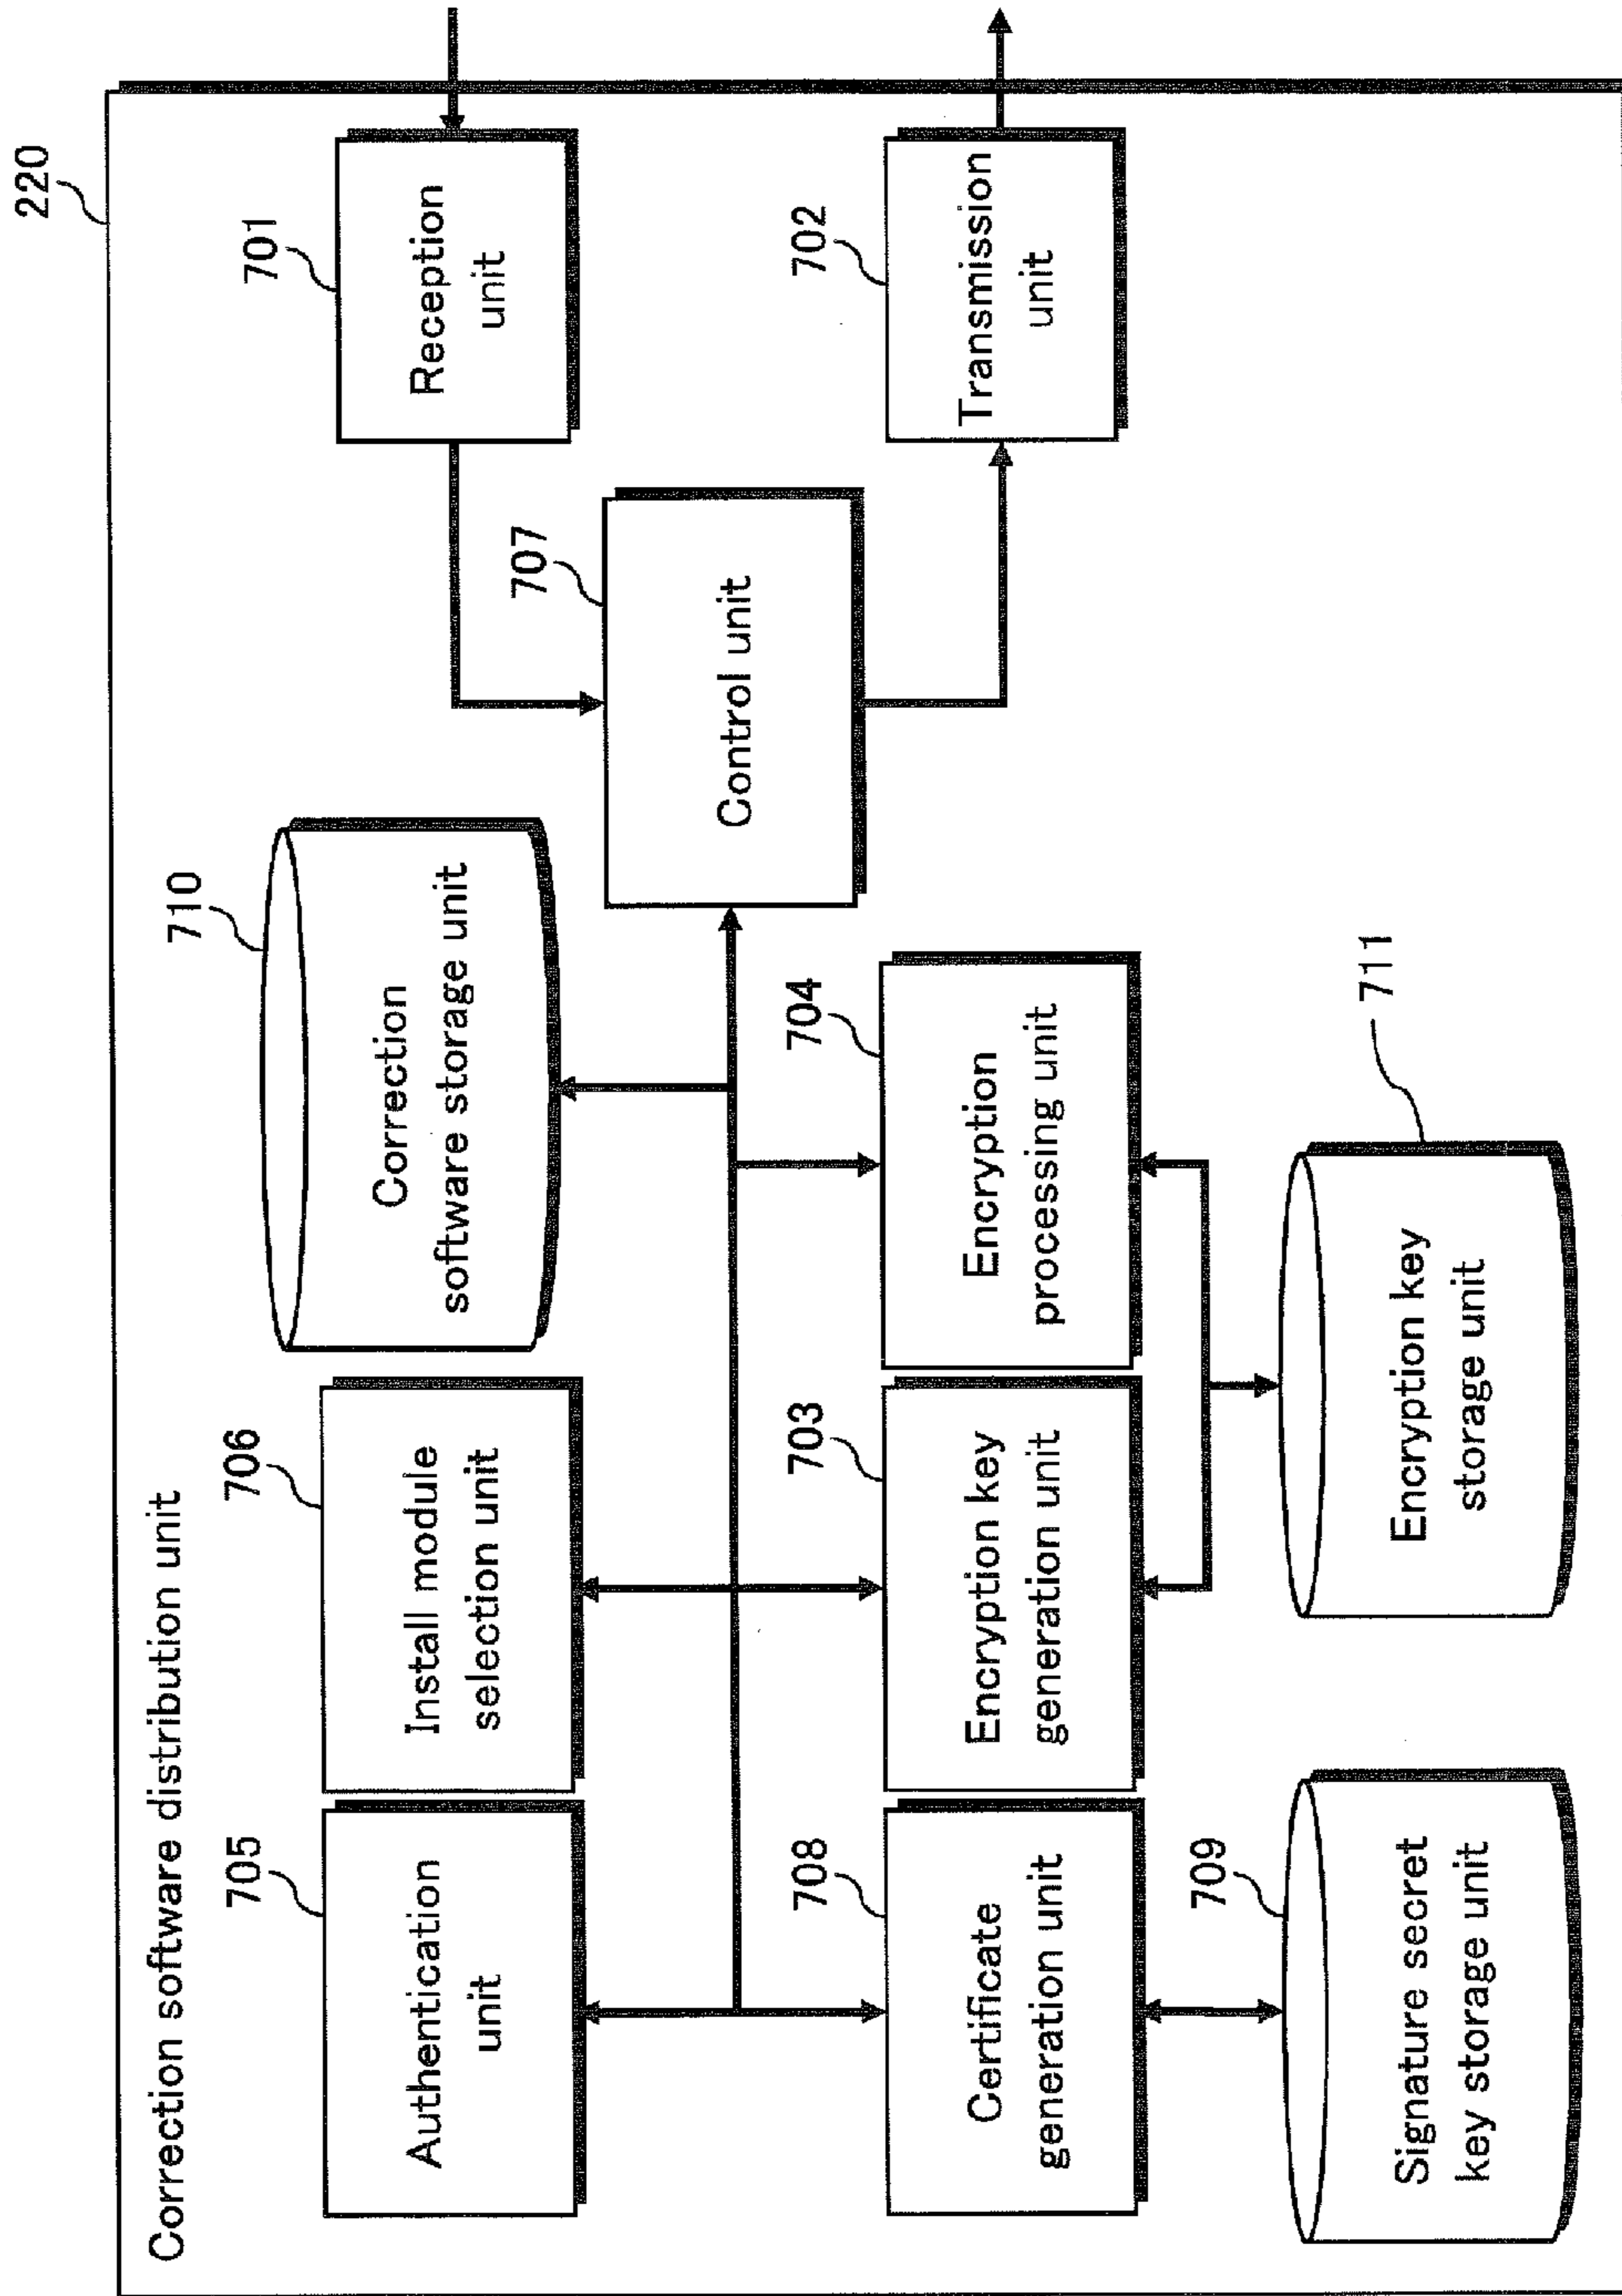 220
Correction software distribution unit
705
Authentication
unit
706
Install module
selection unit
710
Correction
software storage unit
701
Reception
unit
707
Control unit
708
Certificate
generation unit
703
Encryption key
generation unit
704
Encryption
processing unit
702
Transmission
unit
709
Signature secret
key storage unit
711
Encryption key
storage unit